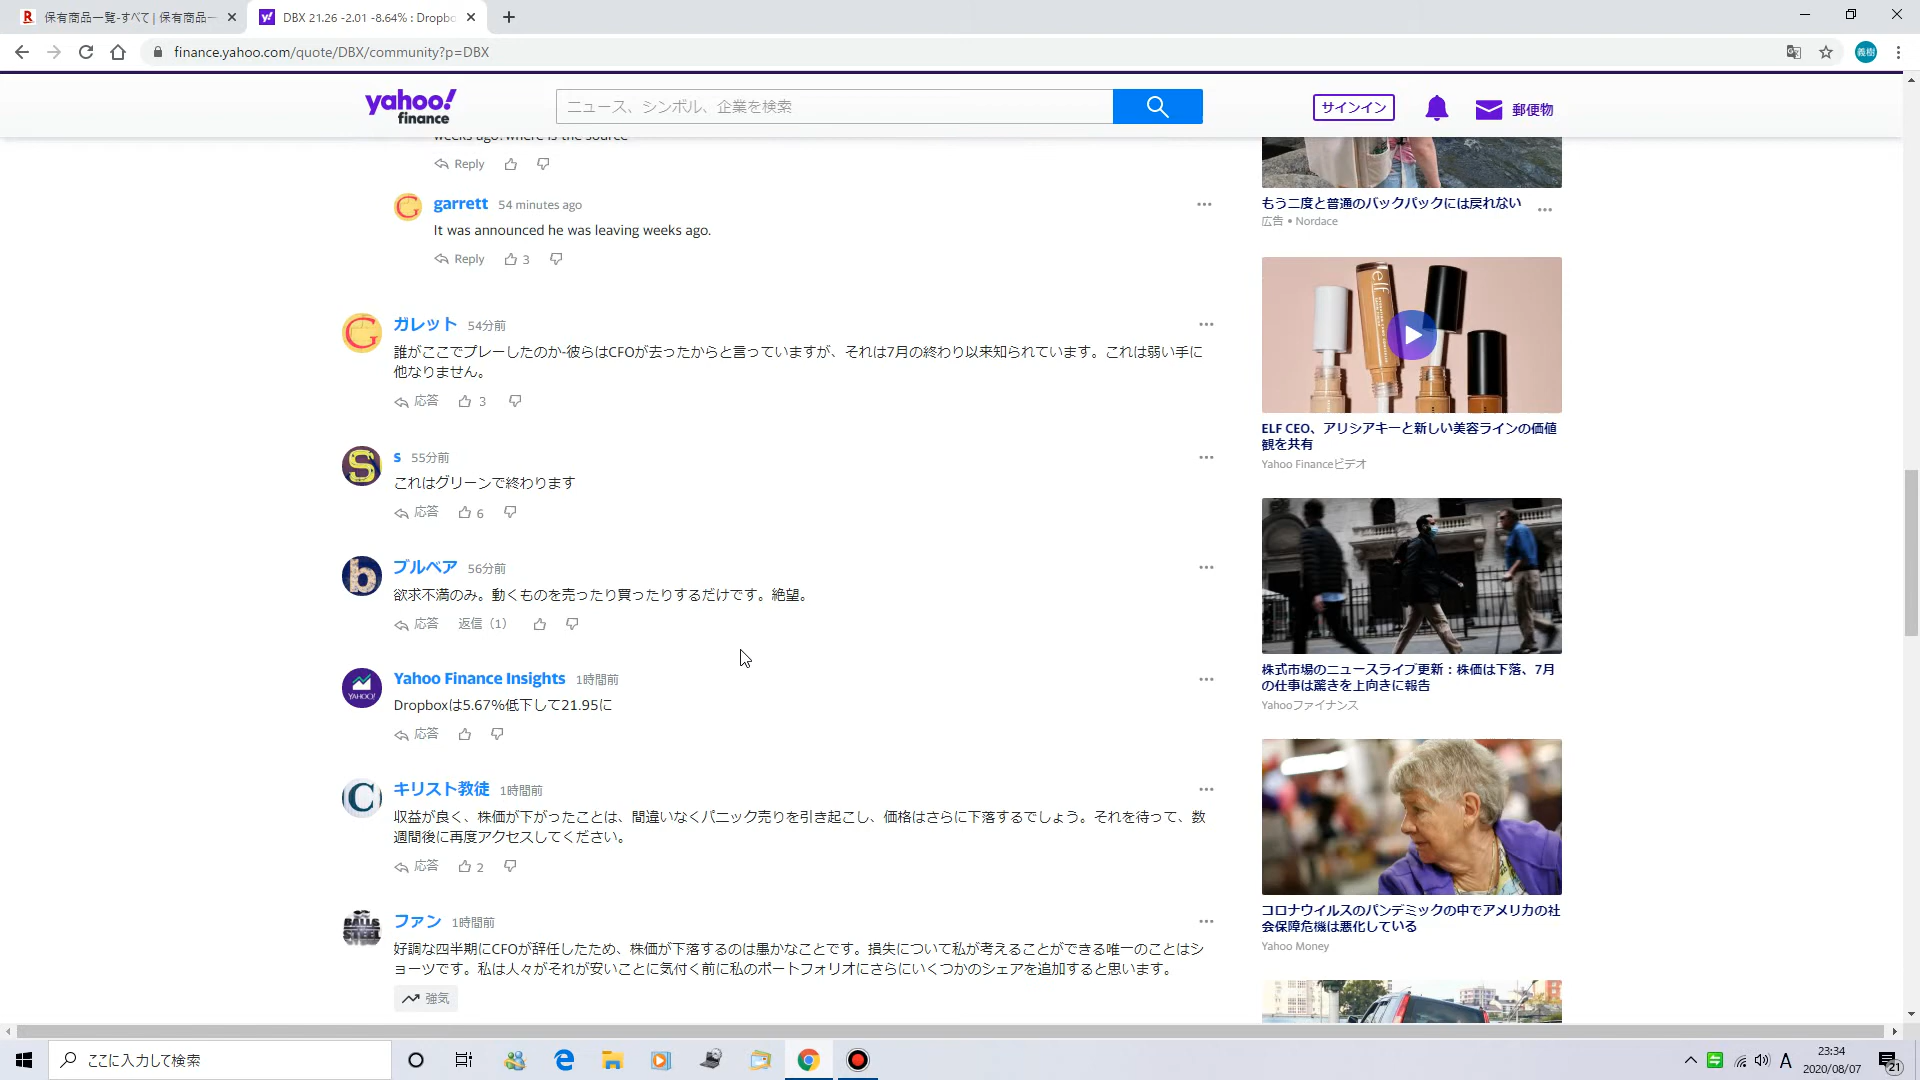 保有商品一覧-すべて | 保有商品一
DBX 21.26 -2.01 -8.64% : Dropbo
finance.yahoo.com/quote/DBX/community?p=DBX
義樹
yahoo!
finance
ニュース、シンボル、企業を検索
サインイン
郵便物
weeks ago.where is the source
Reply
garrett 54 minutes ago
It was announced he was leaving weeks ago.
Reply 3
ガレット 54分前
誰がここでプレーしたのか-彼らはCFOが去ったからと言っていますが、それは7月の終わり以来知られています。これは弱い手に
他なりません。
応答 3
s 55分前
これはグリーンで終わります
応答 6
ブルベア 56分前
欲求不満のみ。動くものを売ったり買ったりするだけです。絶望。
応答 返信（1）
Yahoo Finance Insights 1時間前
Dropboxは5.67％低下して21.95に
応答
キリスト教徒 1時間前
収益が良く、株価が下がったことは、間違いなくパニック売りを引き起こし、価格はさらに下落するでしょう。それを待って、数
週間後に再度アクセスしてください。
応答 2
ファン 1時間前
好調な四半期にCFOが辞任したため、株価が下落するのは愚かなことです。損失について私が考えることができる唯一のことはシ
ョーツです。私は人々がそれが安いことに気付く前に私のポートフォリオにさらにいくつかのシェアを追加すると思います。
強気
もう二度と普通のバックパックには戻れない
広告 • Nordace
elf
ELF CEO、アリシアキーと新しい美容ラインの価値
観を共有
Yahoo Financeビデオ
株式市場のニュースライブ更新：株価は下落、7月
の仕事は驚きを上向きに報告
Yahooファイナンス
コロナウイルスのパンデミックの中でアメリカの社
会保障危機は悪化している
Yahoo Money
ここに入力して検索
A
23:34
2020/08/07
21